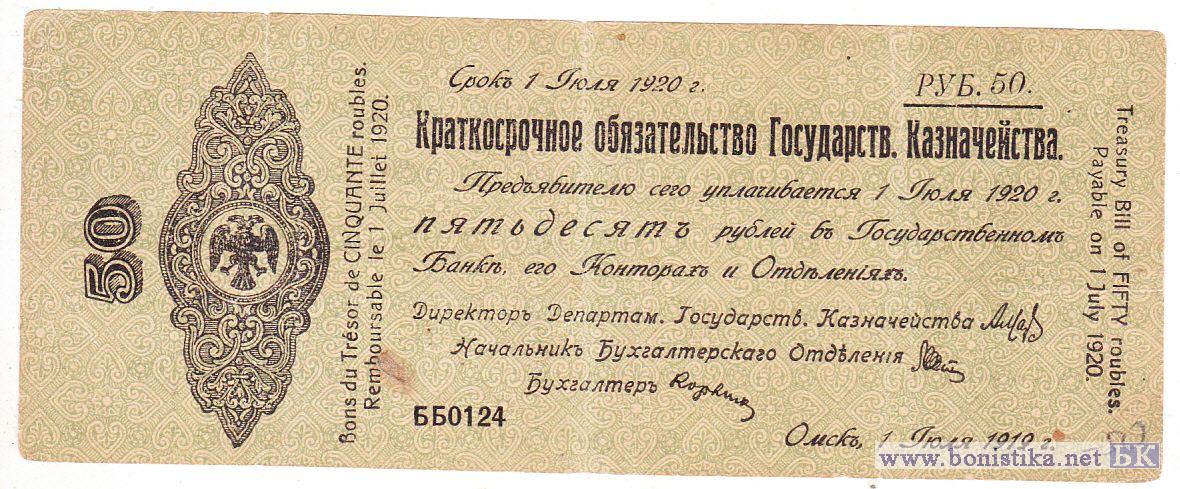 50
Bons du Trésor de CINQUANTE roubles.
Remboursable le 1 Juillet 1920.
Срокъ 1 Іюля 1920 г.
РУБ. 50.
Краткосрочное обязательство Государств. Казначейства.
Предъявителю сего уплачивается 1 Іюля 1920 г.
пятьдесятъ рублей въ Государственномъ
Банкѣ, его Конторахъ и Отдѣленіяхъ.
Директоръ Департам. Государств. Казначейства
Начальникъ Бухгалтерскаго Отдѣленія
Бухгалтеръ
ББ0124
Омскъ, 1 Іюля 1919 г.
Treasury Bill of FIFTY roubles.
Payable on 1 July 1920.
www.bonistika.net БК